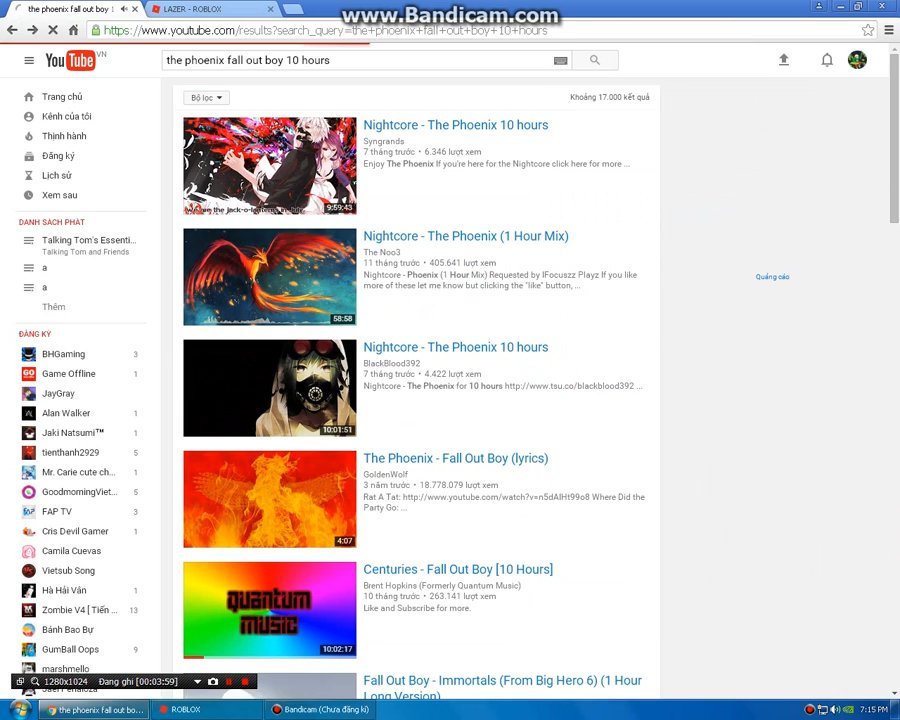 the phoenix fall out boy 1
LAZER - ROBLOX
www.Bandicam.com
https://www.youtube.com/results?search_query=the+phoenix+fall+out+boy+10+hours
YouTube VN
the phoenix fall out boy 10 hours
Bộ lọc
Khoảng 17.000 kết quả
Trang chủ
Kênh của tôi
Thịnh hành
Đăng ký
Lịch sử
Xem sau
DANH SÁCH PHÁT
Talking Tom's Essenti...
Talking Tom and Friends
a
a
Thêm
ĐĂNG KÝ
BHGaming 3
Game Offline 1
JayGray
Alan Walker 1
Jaki Natsumi™ 1
tienthanh2929 5
Mr. Carie cute ch... 1
GoodmorningViet... 5
FAP TV 3
Cris Devil Gamer 1
Camila Cuevas
Vietsub Song
Hà Hải Vân 1
Zombie V4 [ Tiến ... 13
Bánh Bao Bự
GumBall Oops 9
marshmello
Nightcore - The Phoenix 10 hours
Syngrands
7 tháng trước • 6.346 lượt xem
Enjoy The Phoenix If you're here for the Nightcore click here for more ...
9:59:43
Nightcore - The Phoenix (1 Hour Mix)
The Noo3
11 tháng trước • 405.641 lượt xem
Nightcore - Phoenix (1 Hour Mix) Requested by IFocuszz Playz If you like
more of these let me know but clicking the "like" button, ...
58:58
Nightcore - The Phoenix 10 hours
BlackBlood392
7 tháng trước • 4.422 lượt xem
Nightcore - The Phoenix for 10 hours http://www.tsu.co/blackblood392 ...
10:01:51
The Phoenix - Fall Out Boy (lyrics)
GoldenWolf
3 năm trước • 18.778.079 lượt xem
Rat A Tat: http://www.youtube.com/watch?v=n5dAIHt99o8 Where Did the
Party Go: ...
4:07
Centuries - Fall Out Boy [10 Hours]
Brent Hopkins (Formerly Quantum Music)
10 tháng trước • 263.141 lượt xem
Like and Subscribe for more.
quantum
music
10:02:17
Fall Out Boy - Immortals (From Big Hero 6) (1 Hour
Long Version)
Quảng cáo
1280x1024 Đang ghi [00:03:59]
the phoenix fall out bo...
ROBLOX
Bandicam (Chưa đăng kí)
7:15 PM